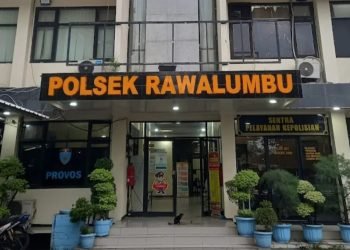 POLSEK RAWALUMBU
SENTRA
PELAYANAN KEPOLISIAN
PROVOS